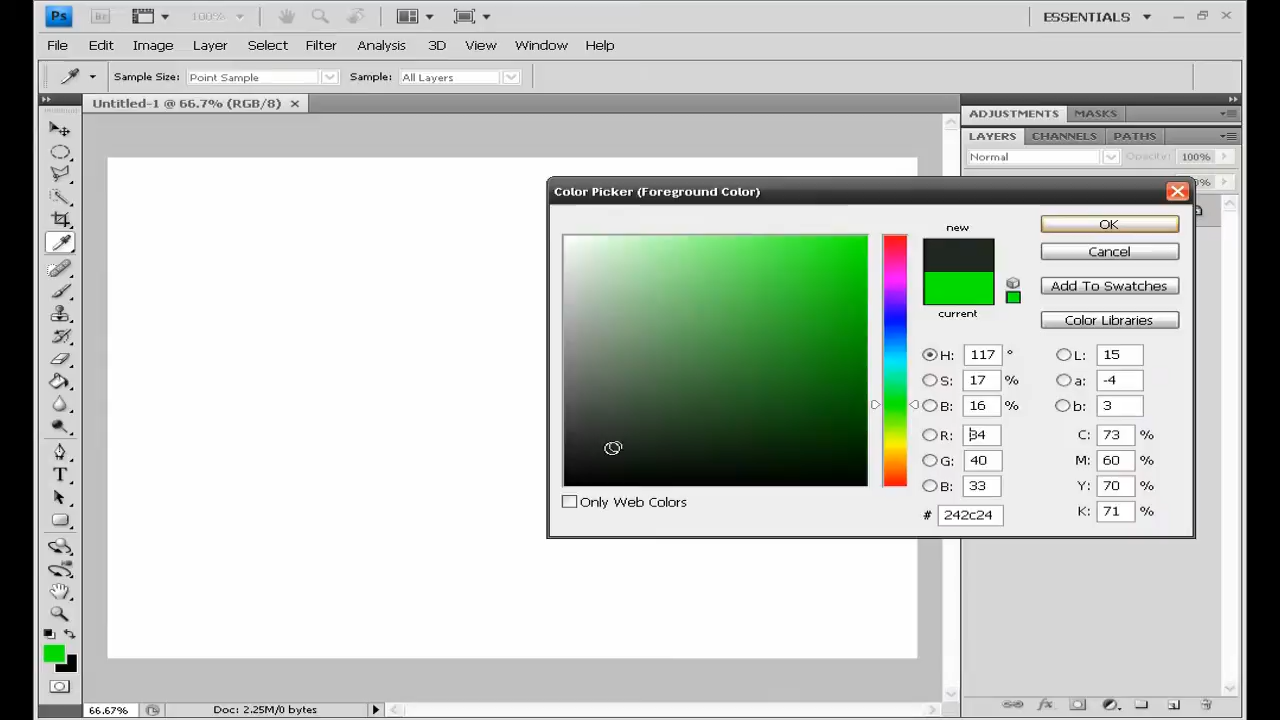 Ps Br 100% ESSENTIALS
File Edit Image Layer Select Filter Analysis 3D View Window Help
Sample Size: Point Sample Sample: All Layers
Untitled-1 @ 66.7% (RGB/8)
ADJUSTMENTS MASKS
LAYERS CHANNELS PATHS
Normal Opacity: 100%
Color Picker (Foreground Color)
new
current
OK
Cancel
Add To Swatches
Color Libraries
H: 117 ° L: 15
S: 17 % a: -4
B: 16 % b: 3
R: 34 C: 73 %
G: 40 M: 60 %
B: 33 Y: 70 %
# 242c24 K: 71 %
Only Web Colors
66.67% Doc: 2.25M/0 bytes